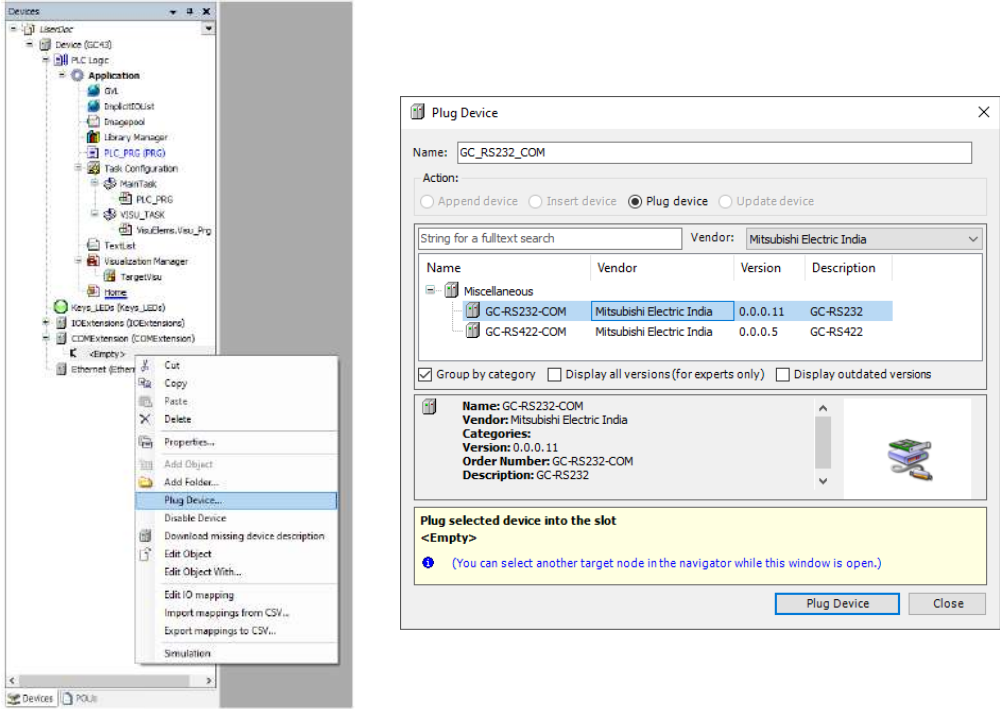 Devices
UserDoc
Device (GC43)
PLC Logic
Application
GVL
ImplicitIOList
Imagepool
Library Manager
PLC_PRG (PRG)
Task Configuration
MainTask
PLC_PRG
VISU_TASK
VisuElems.Visu_Prg
TextList
Visualization Manager
TargetVisu
Home
Keys_LEDs (Keys_LEDs)
IOExtensions (IOExtensions)
COMExtension (COMExtension)
<Empty>
Ethernet (Ethern
Cut
Copy
Paste
Delete
Properties...
Add Object
Add Folder...
Plug Device...
Disable Device
Download missing device description
Edit Object
Edit Object With...
Edit IO mapping
Import mappings from CSV...
Export mappings to CSV...
Simulation
Devices POUs
Plug Device
Name: GC_RS232_COM
Action:
Append device Insert device Plug device Update device
String for a fulltext search Vendor: Mitsubishi Electric India
Name Vendor Version Description
Miscellaneous
GC-RS232-COM Mitsubishi Electric India 0.0.0.11 GC-RS232
GC-RS422-COM Mitsubishi Electric India 0.0.0.5 GC-RS422
Group by category Display all versions (for experts only) Display outdated versions
Name: GC-RS232-COM
Vendor: Mitsubishi Electric India
Categories:
Version: 0.0.0.11
Order Number: GC-RS232-COM
Description: GC-RS232
Plug selected device into the slot
<Empty>
(You can select another target node in the navigator while this window is open.)
Plug Device Close